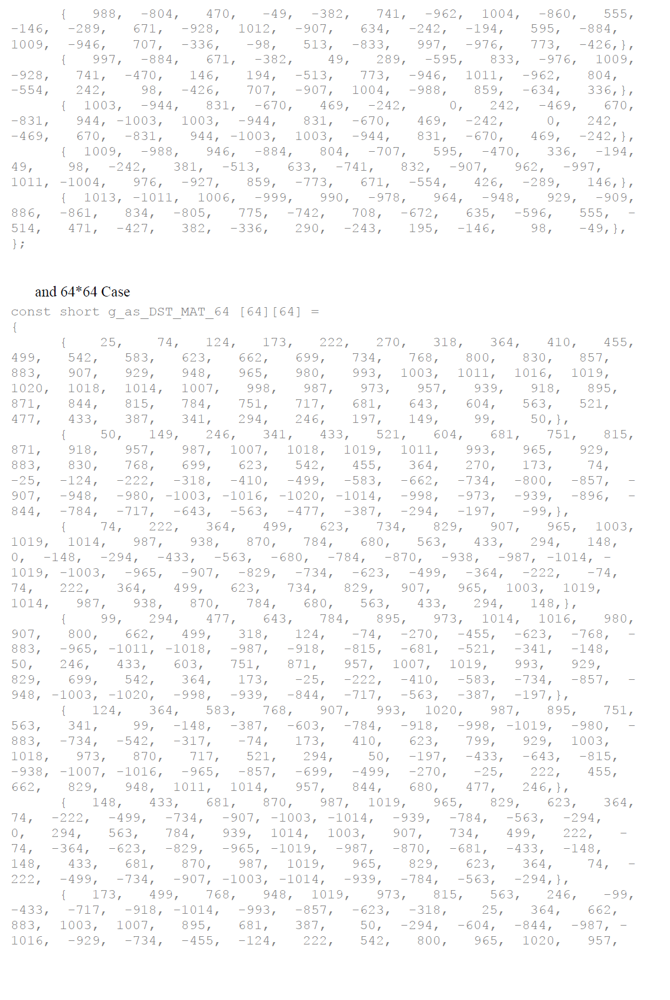 {   988,  -804,   470,   -49,  -382,   741,  -962,  1004,  -860,   555,
-146,  -289,   671,  -928,  1012,  -907,   634,  -242,  -194,   595,  -884,
1009,  -946,   707,  -336,   -98,   513,  -833,   997,  -976,   773,  -426,},
{   997,  -884,   671,  -382,    49,   289,  -595,   833,  -976,  1009,
-928,   741,  -470,   146,   194,  -513,   773,  -946,  1011,  -962,   804,
-554,   242,    98,  -426,   707,  -907,  1004,  -988,   859,  -634,   336,},
{  1003,  -944,   831,  -670,   469,  -242,     0,   242,  -469,   670,
-831,   944, -1003,  1003,  -944,   831,  -670,   469,  -242,     0,   242,
-469,   670,  -831,   944, -1003,  1003,  -944,   831,  -670,   469,  -242,},
{  1009,  -988,   946,  -884,   804,  -707,   595,  -470,   336,  -194,
49,    98,  -242,   381,  -513,   633,  -741,   832,  -907,   962,  -997,
1011, -1004,   976,  -927,   859,  -773,   671,  -554,   426,  -289,   146,},
{  1013, -1011,  1006,  -999,   990,  -978,   964,  -948,   929,  -909,
886,  -861,   834,  -805,   775,  -742,   708,  -672,   635,  -596,   555,  -
514,   471,  -427,   382,  -336,   290,  -243,   195,  -146,    98,   -49,},
};
and 64*64 Case
const short g_as_DST_MAT_64 [64][64] =
{
{    25,    74,   124,   173,   222,   270,   318,   364,   410,   455,
499,   542,   583,   623,   662,   699,   734,   768,   800,   830,   857,
883,   907,   929,   948,   965,   980,   993,  1003,  1011,  1016,  1019,
1020,  1018,  1014,  1007,   998,   987,   973,   957,   939,   918,   895,
871,   844,   815,   784,   751,   717,   681,   643,   604,   563,   521,
477,   433,   387,   341,   294,   246,   197,   149,    99,    50,},
{    50,   149,   246,   341,   433,   521,   604,   681,   751,   815,
871,   918,   957,   987,  1007,  1018,  1019,  1011,   993,   965,   929,
883,   830,   768,   699,   623,   542,   455,   364,   270,   173,    74,
-25,  -124,  -222,  -318,  -410,  -499,  -583,  -662,  -734,  -800,  -857,  -
907,  -948,  -980, -1003, -1016, -1020, -1014,  -998,  -973,  -939,  -896,  -
844,  -784,  -717,  -643,  -563,  -477,  -387,  -294,  -197,   -99,},
{    74,   222,   364,   499,   623,   734,   829,   907,   965,  1003,
1019,  1014,   987,   938,   870,   784,   680,   563,   433,   294,   148,
0,  -148,  -294,  -433,  -563,  -680,  -784,  -870,  -938,  -987, -1014, -
1019, -1003,  -965,  -907,  -829,  -734,  -623,  -499,  -364,  -222,   -74,
74,   222,   364,   499,   623,   734,   829,   907,   965,  1003,  1019,
1014,   987,   938,   870,   784,   680,   563,   433,   294,   148,},
{    99,   294,   477,   643,   784,   895,   973,  1014,  1016,   980,
907,   800,   662,   499,   318,   124,   -74,  -270,  -455,  -623,  -768,  -
883,  -965, -1011, -1018,  -987,  -918,  -815,  -681,  -521,  -341,  -148,
50,   246,   433,   603,   751,   871,   957,  1007,  1019,   993,   929,
829,   699,   542,   364,   173,   -25,  -222,  -410,  -583,  -734,  -857,  -
948, -1003, -1020,  -998,  -939,  -844,  -717,  -563,  -387,  -197,},
{   124,   364,   583,   768,   907,   993,  1020,   987,   895,   751,
563,   341,    99,  -148,  -387,  -603,  -784,  -918,  -998, -1019,  -980,  -
883,  -734,  -542,  -317,   -74,   173,   410,   623,   799,   929,  1003,
1018,   973,   870,   717,   521,   294,    50,  -197,  -433,  -643,  -815,
-938, -1007, -1016,  -965,  -857,  -699,  -499,  -270,   -25,   222,   455,
662,   829,   948,  1011,  1014,   957,   844,   680,   477,   246,},
{   148,   433,   681,   870,   987,  1019,   965,   829,   623,   364,
74,  -222,  -499,  -734,  -907, -1003, -1014,  -939,  -784,  -563,  -294,
0,   294,   563,   784,   939,  1014,  1003,   907,   734,   499,   222,   -
74,  -364,  -623,  -829,  -965, -1019,  -987,  -870,  -681,  -433,  -148,
148,   433,   681,   870,   987,  1019,   965,   829,   623,   364,    74,  -
222,  -499,  -734,  -907, -1003, -1014,  -939,  -784,  -563,  -294,},
{   173,   499,   768,   948,  1019,   973,   815,   563,   246,   -99,
-433,  -717,  -918, -1014,  -993,  -857,  -623,  -318,    25,   364,   662,
883,  1003,  1007,   895,   681,   387,    50,  -294,  -604,  -844,  -987, -
1016,  -929,  -734,  -455,  -124,   222,   542,   800,   965,  1020,   957,